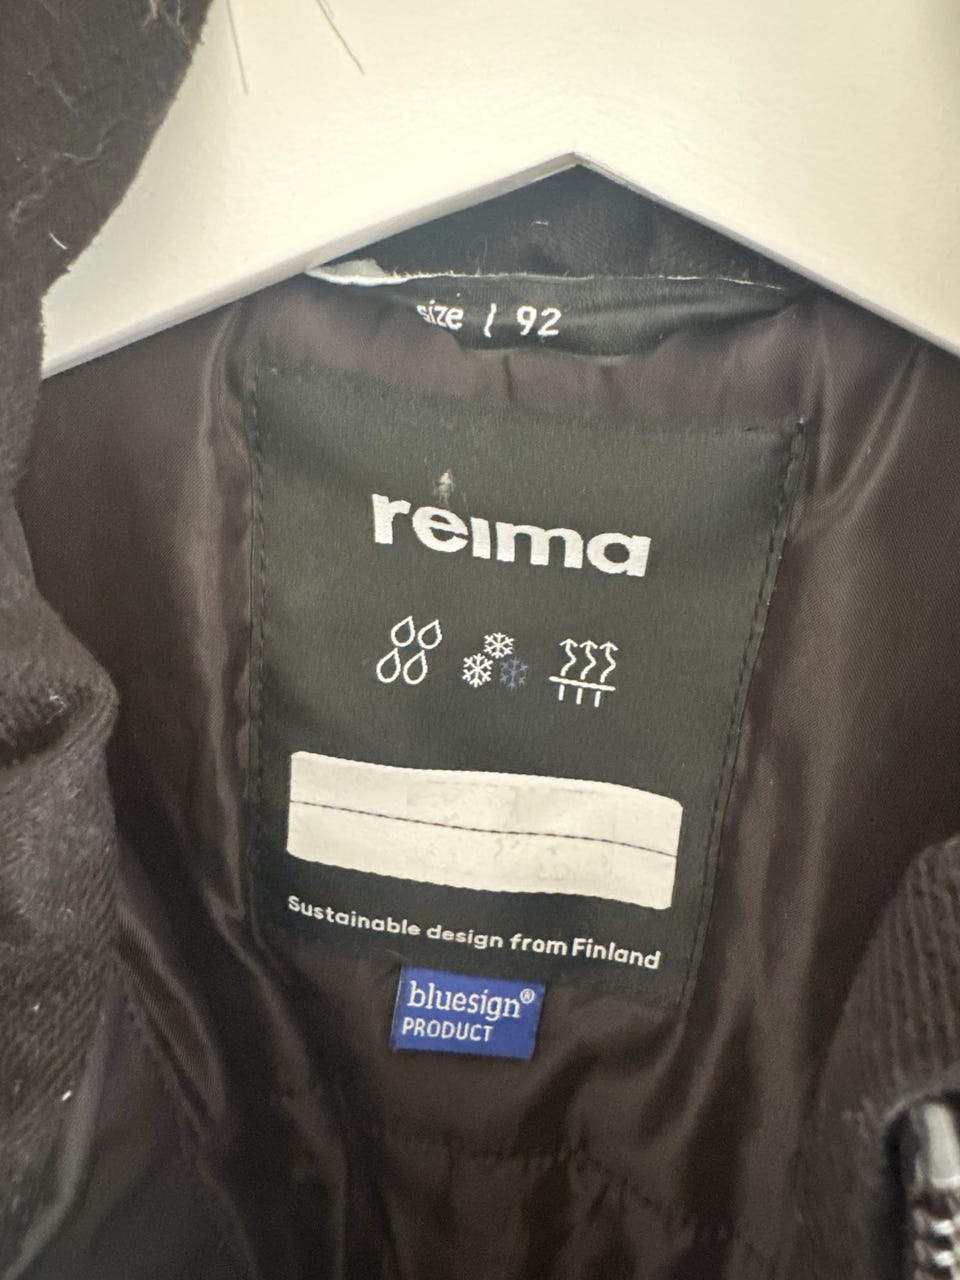 size / 92
reima
Sustainable design from Finland
bluesign®
PRODUCT